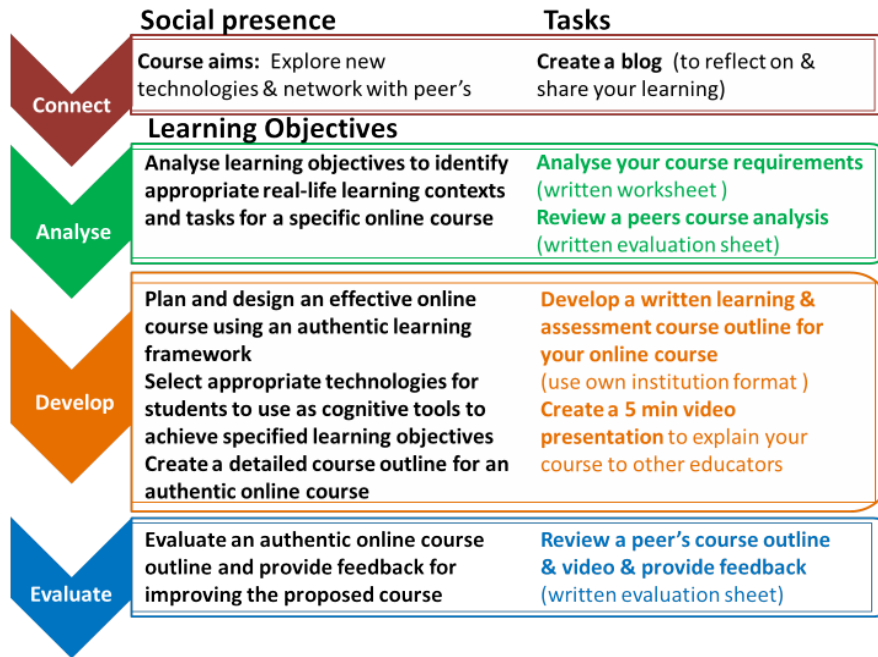 Social presence
Tasks
Connect
Course aims:  Explore new
technologies & network with peer's
Create a blog  (to reflect on &
share your learning)
Learning Objectives
Analyse
Analyse learning objectives to identify
appropriate real-life learning contexts
and tasks for a specific online course
Analyse your course requirements
(written worksheet )
Review a peers course analysis
(written evaluation sheet)
Develop
Plan and design an effective online
course using an authentic learning
framework
Select appropriate technologies for
students to use as cognitive tools to
achieve specified learning objectives
Create a detailed course outline for an
authentic online course
Develop a written learning &
assessment course outline for
your online course
(use own institution format )
Create a 5 min video
presentation to explain your
course to other educators
Evaluate
Evaluate an authentic online course
outline and provide feedback for
improving the proposed course
Review a peer's course outline
& video & provide feedback
(written evaluation sheet)